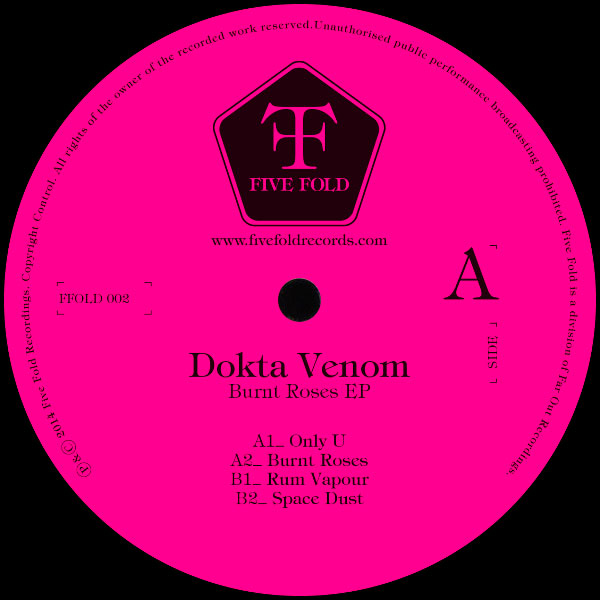 ℗ & © 2014 Five Fold Recordings. Copyright Control. All rights of the owner of the recorded work reserved.Unauthorised public performance broadcasting prohibited. Five Fold is a division of Far Out Recordings.
TF
FIVE FOLD
www.fivefoldrecords.com
A
SIDE
FFOLD 002
Dokta Venom
Burnt Roses EP
A1_ Only U
A2_ Burnt Roses
B1_ Rum Vapour
B2_ Space Dust